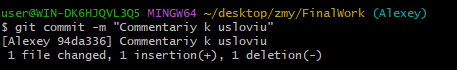 user@WIN-DK6HJQVL3Q5 MINGW64 ~/desktop/zmy/FinalWork (Alexey)
$ git commit -m "Commentariy k usloviu"
[Alexey 94da336] Commentariy k usloviu
1 file changed, 1 insertion(+), 1 deletion(-)